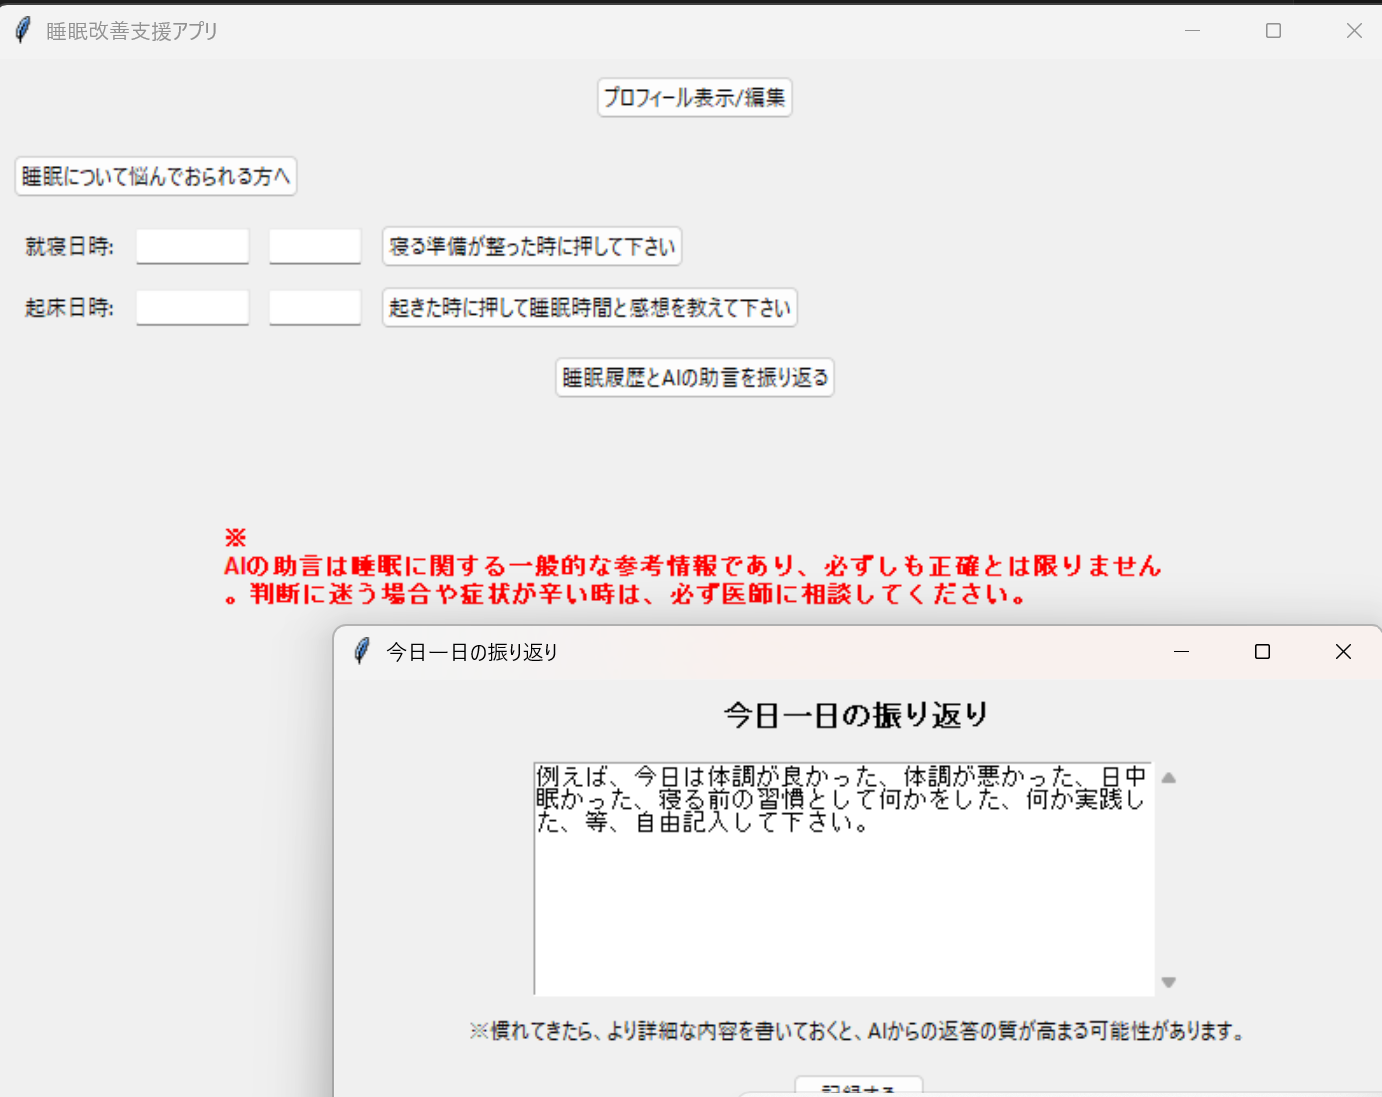 睡眠改善支援アプリ
プロフィール表示/編集
睡眠について悩んでおられる方へ
就寝日時:
寝る準備が整った時に押して下さい
起床日時:
起きた時に押して睡眠時間と感想を教えて下さい
睡眠履歴とAIの助言を振り返る
※
AIの助言は睡眠に関する一般的な参考情報であり、必ずしも正確とは限りません
。判断に迷う場合や症状が辛い時は、必ず医師に相談してください。
今日一日の振り返り
今日一日の振り返り
例えば、今日は体調が良かった、体調が悪かった、日中
眠かった、寝る前の習慣として何かをした、何か実践し
た、等、自由記入して下さい。
※慣れてきたら、より詳細な内容を書いておくと、AIからの返答の質が高まる可能性があります。
記録する